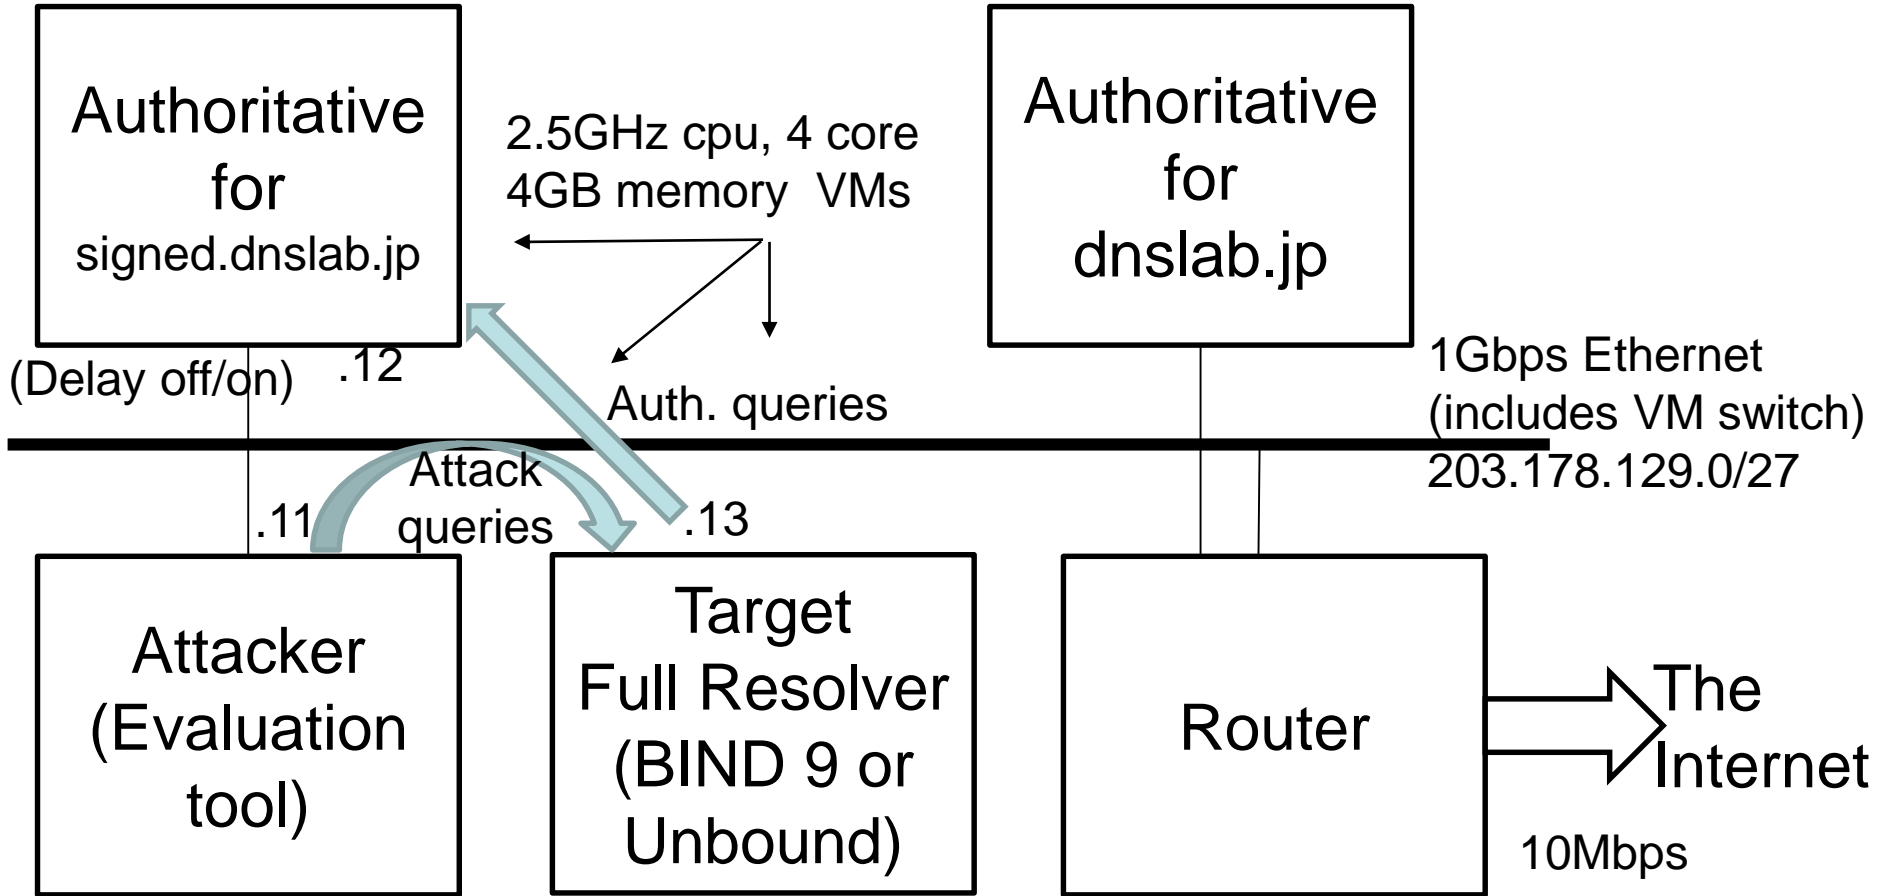 Authoritative
for
signed.dnslab.jp
2.5GHz cpu, 4 core
4GB memory VMs
Authoritative
for
dnslab.jp
(Delay off/on)
.12
Auth. queries
1Gbps Ethernet
(includes VM switch)
203.178.129.0/27
Attack
queries
.11
.13
Attacker
(Evaluation
tool)
Target
Full Resolver
(BIND 9 or
Unbound)
Router
The
Internet
10Mbps